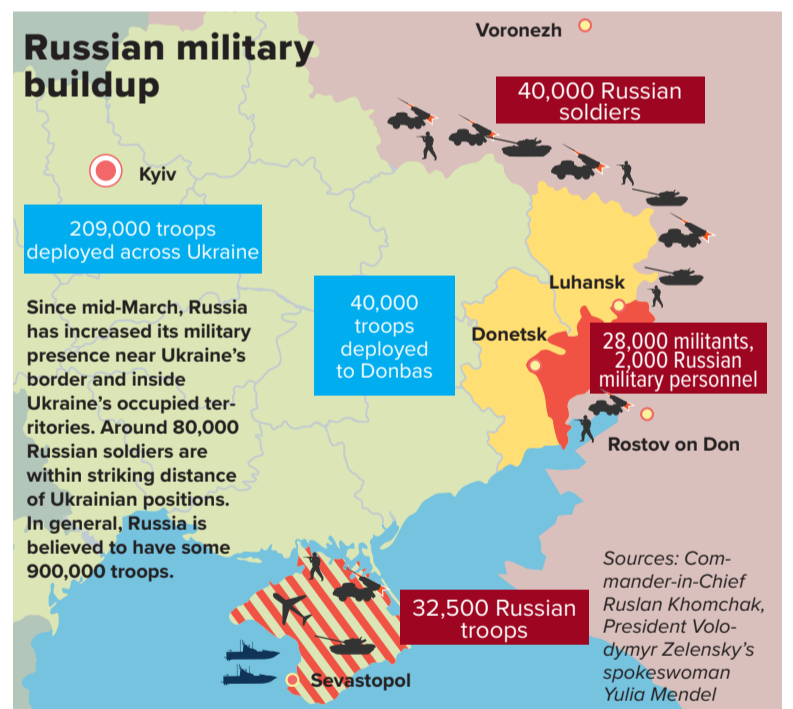 Russian military
buildup
Voronezh
40,000 Russian
soldiers
Kyiv
209,000 troops
deployed across Ukraine
Since mid-March, Russia
has increased its military
presence near Ukraine's
border and inside
Ukraine's occupied ter-
ritories. Around 80,000
Russian soldiers are
within striking distance
of Ukrainian positions.
In general, Russia is
believed to have some
900,000 troops.
40,000
troops
deployed
to Donbas
Luhansk
Donetsk
28,000 militants,
2,000 Russian
military personnel
Rostov on Don
32,500 Russian
troops
Sevastopol
Sources: Com-
mander-in-Chief
Ruslan Khomchak,
President Volo-
dymyr Zelensky's
spokeswoman
Yulia Mendel